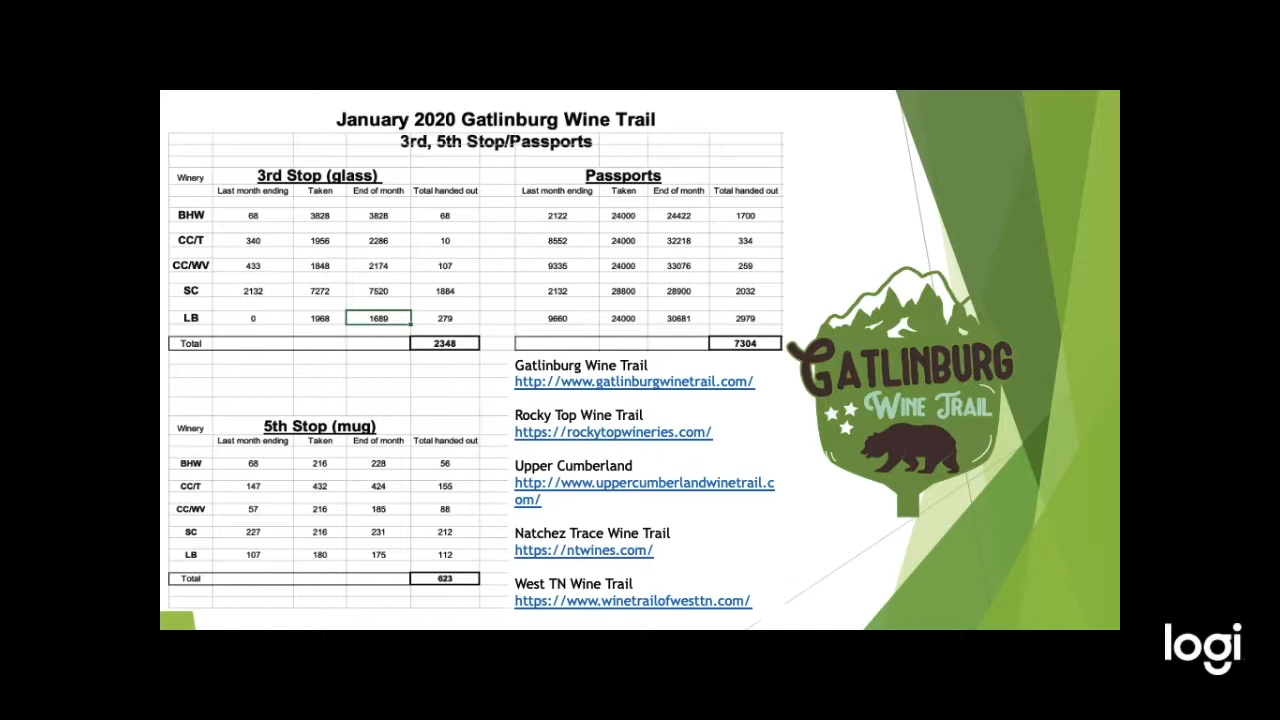 January 2020 Gatlinburg Wine Trail
3rd, 5th Stop/Passports
Winery 3rd Stop (glass) Passports
Last month ending Taken End of month Total handed out Last month ending Taken End of month Total handed out
BHW 68 3828 3828 68 2122 24000 24422 1700
CC/T 340 1956 2286 10 8552 24000 32218 334
CC/WV 433 1848 2174 107 9335 24000 33076 259
SC 2132 7272 7520 1884 2132 28800 28900 2032
LB 0 1968 1689 279 9660 24000 30681 2979
Total 2348 7304
Winery 5th Stop (mug)
Last month ending Taken End of month Total handed out
BHW 68 216 228 56
CC/T 147 432 424 155
CC/WV 57 216 185 88
SC 227 216 231 212
LB 107 180 175 112
Total 623
Gatlinburg Wine Trail
http://www.gatlinburgwinetrail.com/
Rocky Top Wine Trail
https://rockytopwineries.com/
Upper Cumberland
http://www.uppercumberlandwinetrail.c
om/
Natchez Trace Wine Trail
https://ntwines.com/
West TN Wine Trail
https://www.winetrailofwesttn.com/
GATLINBURG
WINE TRAIL
logi